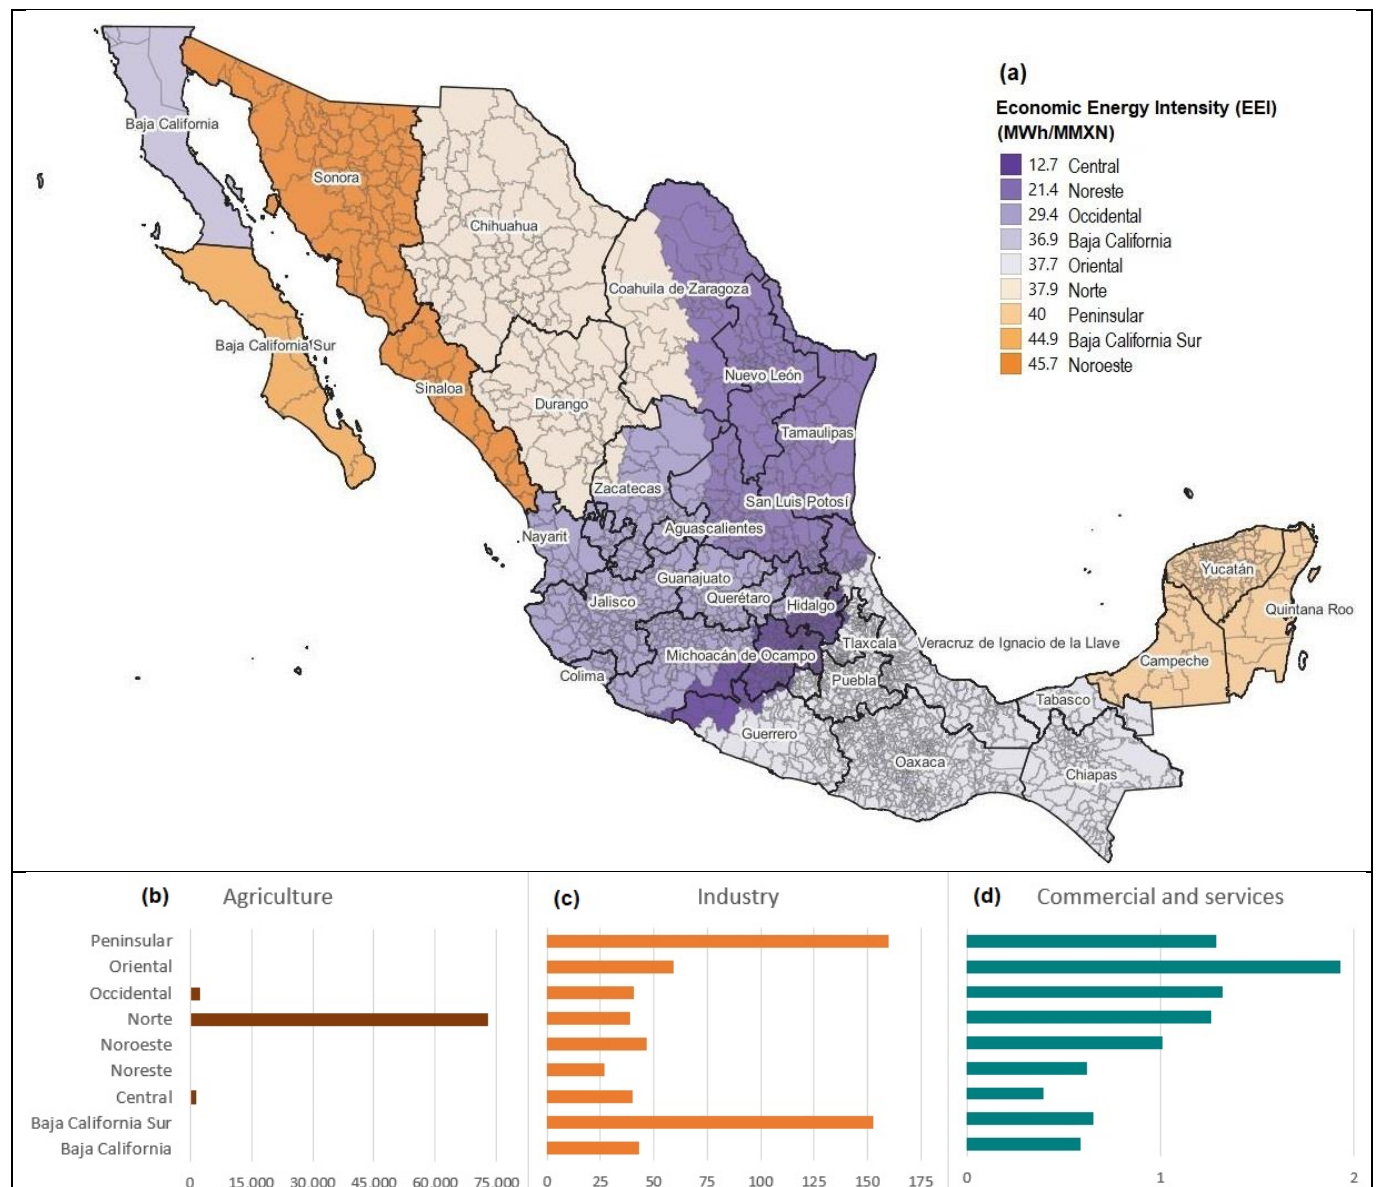 (a)
Economic Energy Intensity (EEI)
(MWh/MMXN)
12.7 Central
21.4 Noreste
29.4 Occidental
36.9 Baja California
37.7 Oriental
37.9 Norte
40 Peninsular
44.9 Baja California Sur
45.7 Noroeste
Baja California
Sonora
Chihuahua
Coahuila de Zaragoza
Baja California Sur
Nuevo León
Sinaloa
Durango
Tamaulipas
Zacatecas
San Luis Potosí
Nayarit
Aguascalientes
Yucatán
Guanajuato
Jalisco
Querétaro
Hidalgo
Quintana Roo
Tlaxcala
Veracruz de Ignacio de la Llave
Michoacán de Ocampo
Campeche
Colima
Puebla
Tabasco
Guerrero
Oaxaca
Chiapas
(b) Agriculture
Peninsular
Oriental
Occidental
Norte
Noroeste
Noreste
Central
Baja California Sur
Baja California
0 15,000 30,000 45,000 60,000 75,000
(c) Industry
0 25 50 75 100 125 150 175
(d) Commercial and services
0 1 2